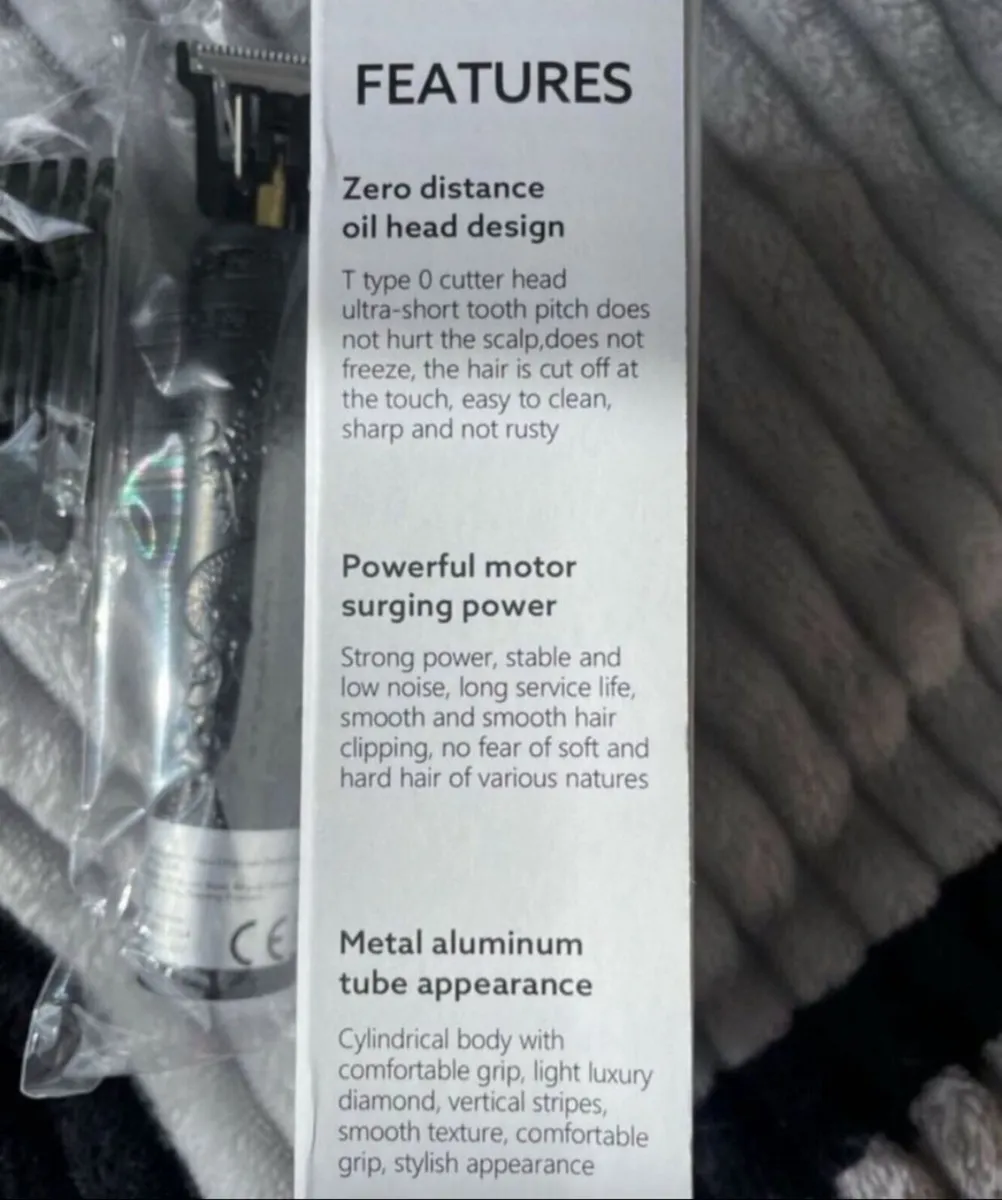 FEATURES
Zero distance
oil head design
T type 0 cutter head
ultra-short tooth pitch does
not hurt the scalp,does not
freeze, the hair is cut off at
the touch, easy to clean,
sharp and not rusty
Powerful motor
surging power
Strong power, stable and
low noise, long service life,
smooth and smooth hair
clipping, no fear of soft and
hard hair of various natures
Metal aluminum
tube appearance
Cylindrical body with
comfortable grip, light luxury
diamond, vertical stripes,
smooth texture, comfortable
grip, stylish appearance
CE